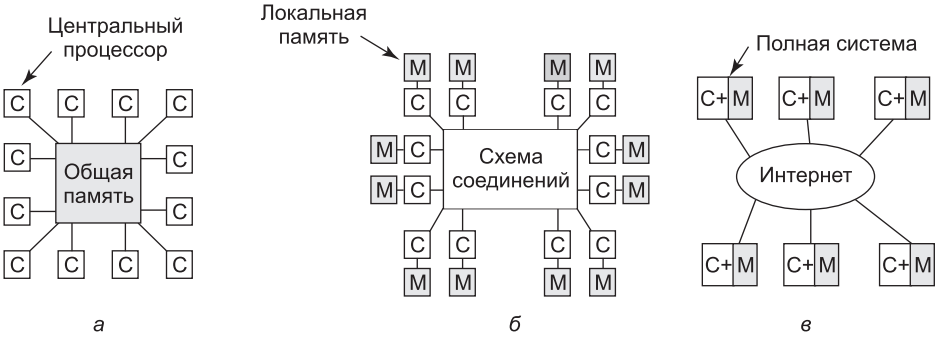 Центральный
процессор
C C C C
C C
Общая
память
C C
C C C C
а
Локальная
память
M M M M
C C C C
M C C M
Схема
соединений
M C C M
C C C C
M M M M
б
Полная система
C+ M C+ M C+ M
Интернет
C+ M C+ M C+ M
в